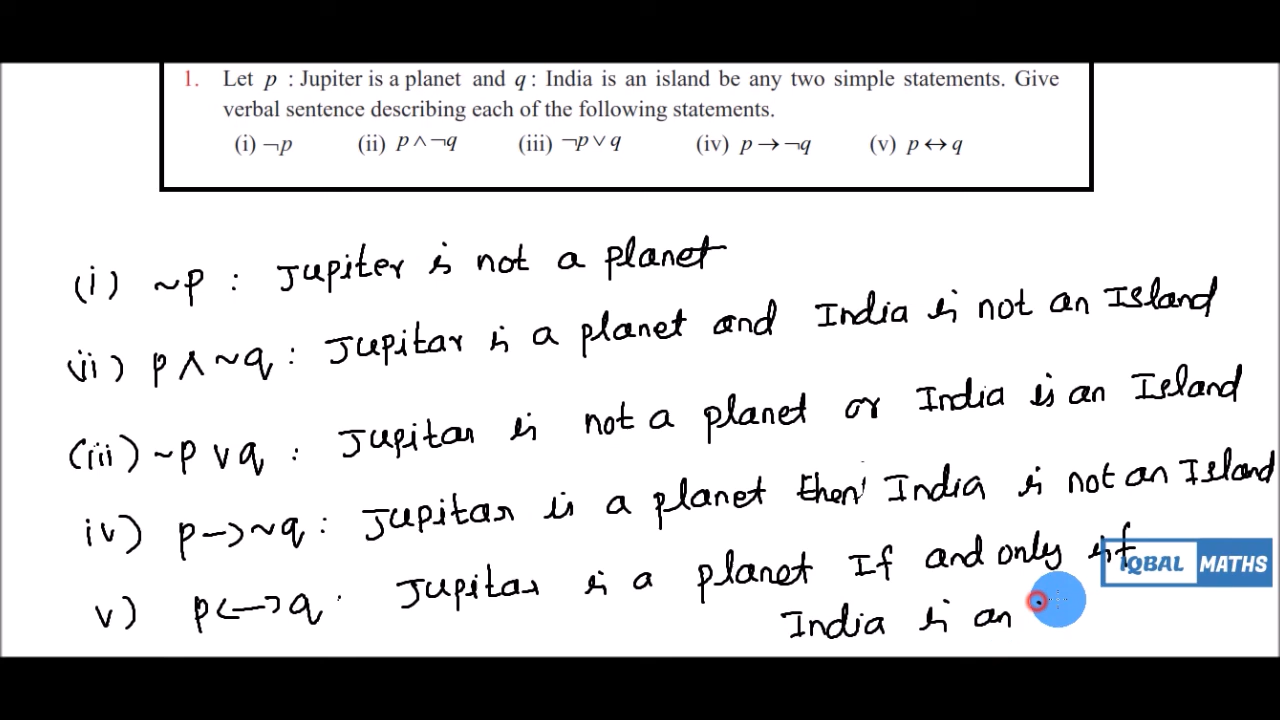 1. Let p : Jupiter is a planet and q : India is an island be any two simple statements. Give
verbal sentence describing each of the following statements.
(i) ¬p (ii) p ∧ ¬q (iii) ¬p ∨ q (iv) p → ¬q (v) p ↔ q
(i) ~p : Jupiter is not a planet
ii) p ∧ ~q : Jupitar is a planet and India is not an Island
(iii) ~p ∨ q : Jupitar is not a planet or India is an Island
iv) p → ~q : Jupitar is a planet then India is not an Island
v) p ↔ q : Jupitar is a planet If and only if
IQBAL MATHS
India is an